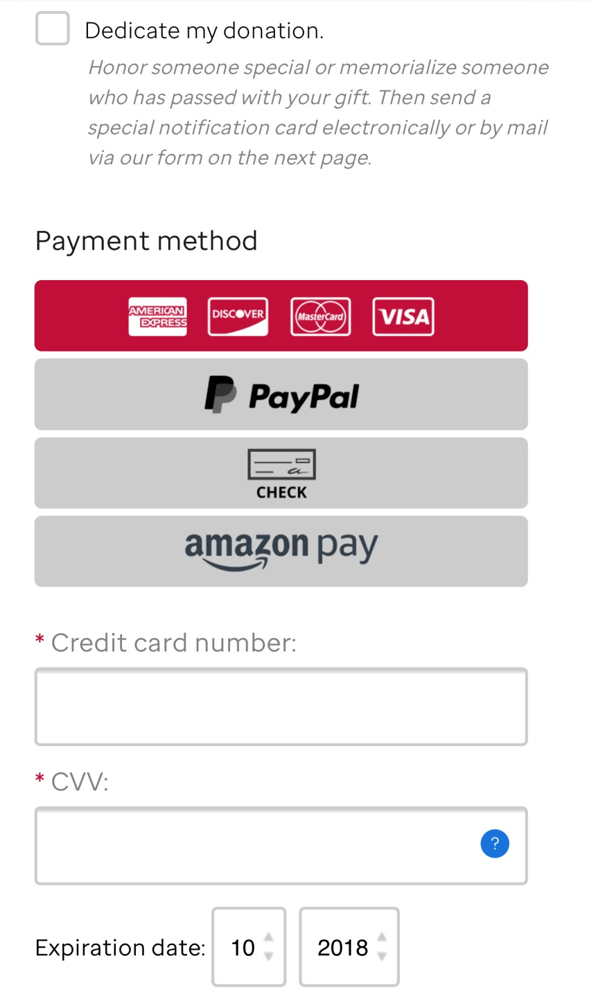 Dedicate my donation.
Honor someone special or memorialize someone
who has passed with your gift. Then send a
special notification card electronically or by mail
via our form on the next page.
Payment method
AMERICAN
EXPRESS
DISCOVER
MasterCard
VISA
PayPal
CHECK
amazon pay
* Credit card number:
* CVV:
?
Expiration date: 10 2018